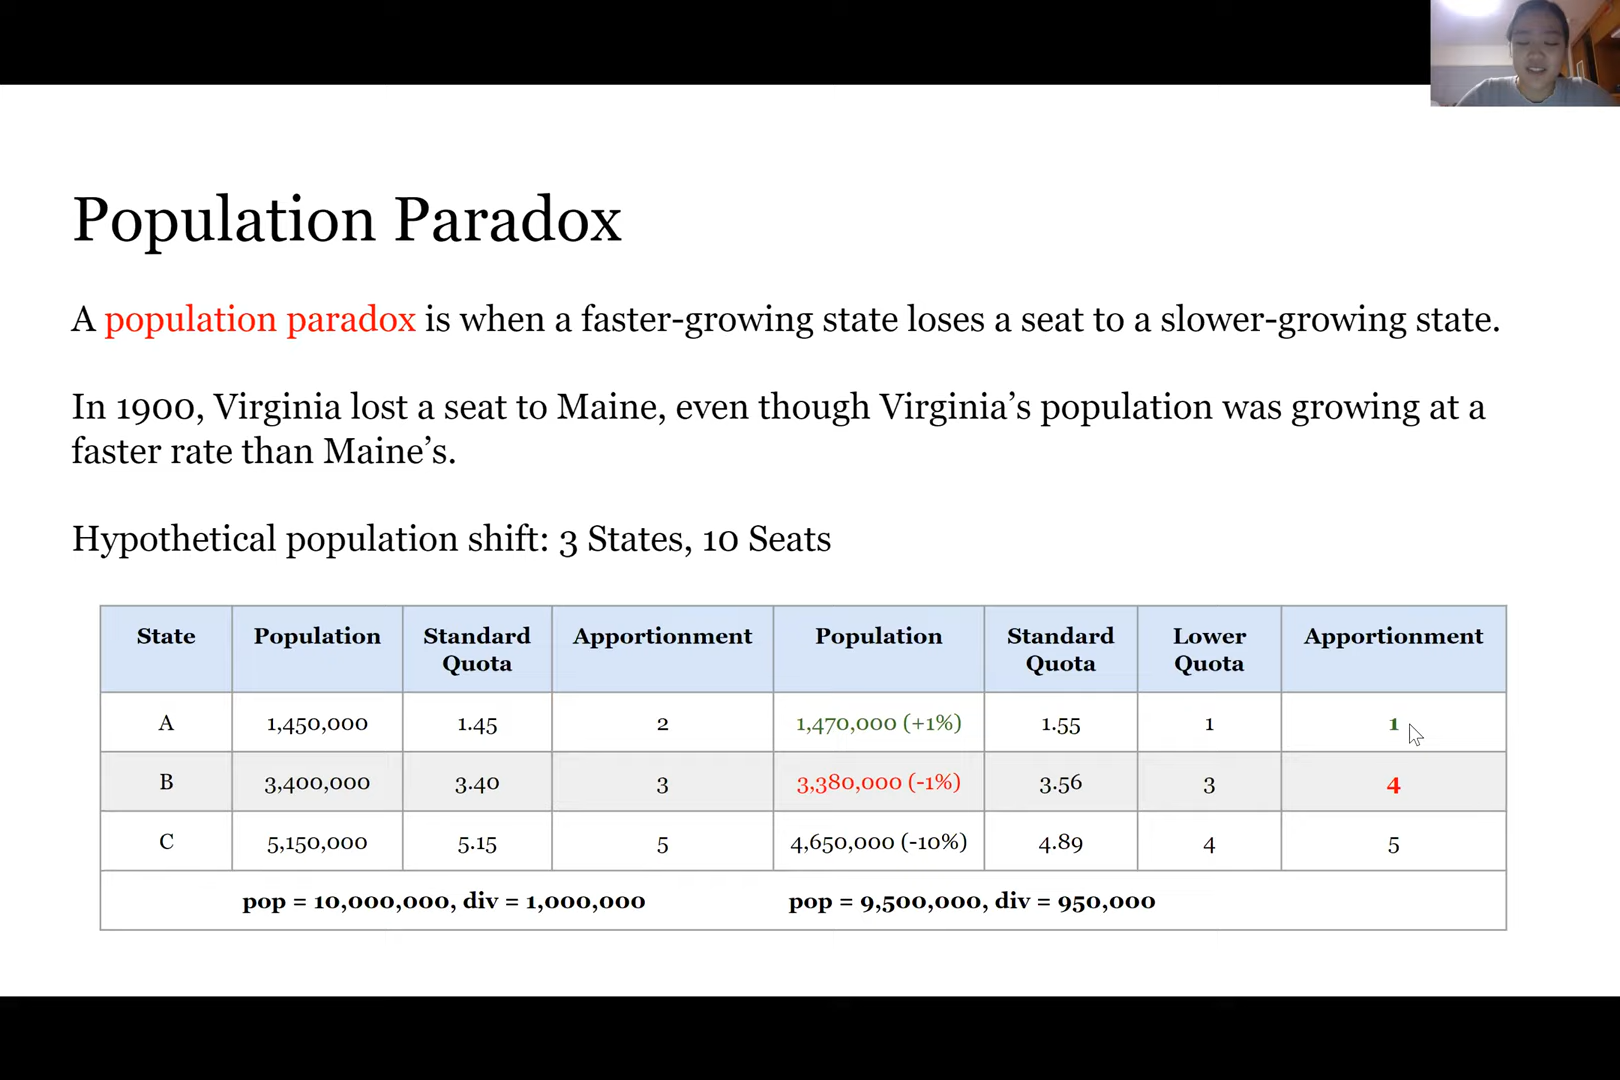 Population Paradox
A population paradox is when a faster-growing state loses a seat to a slower-growing state.
In 1900, Virginia lost a seat to Maine, even though Virginia’s population was growing at a
faster rate than Maine’s.
Hypothetical population shift: 3 States, 10 Seats
State Population Standard Quota Apportionment Population Standard Quota Lower Quota Apportionment
A 1,450,000 1.45 2 1,470,000 (+1%) 1.55 1 1
B 3,400,000 3.40 3 3,380,000 (-1%) 3.56 3 4
C 5,150,000 5.15 5 4,650,000 (-10%) 4.89 4 5
pop = 10,000,000, div = 1,000,000 pop = 9,500,000, div = 950,000